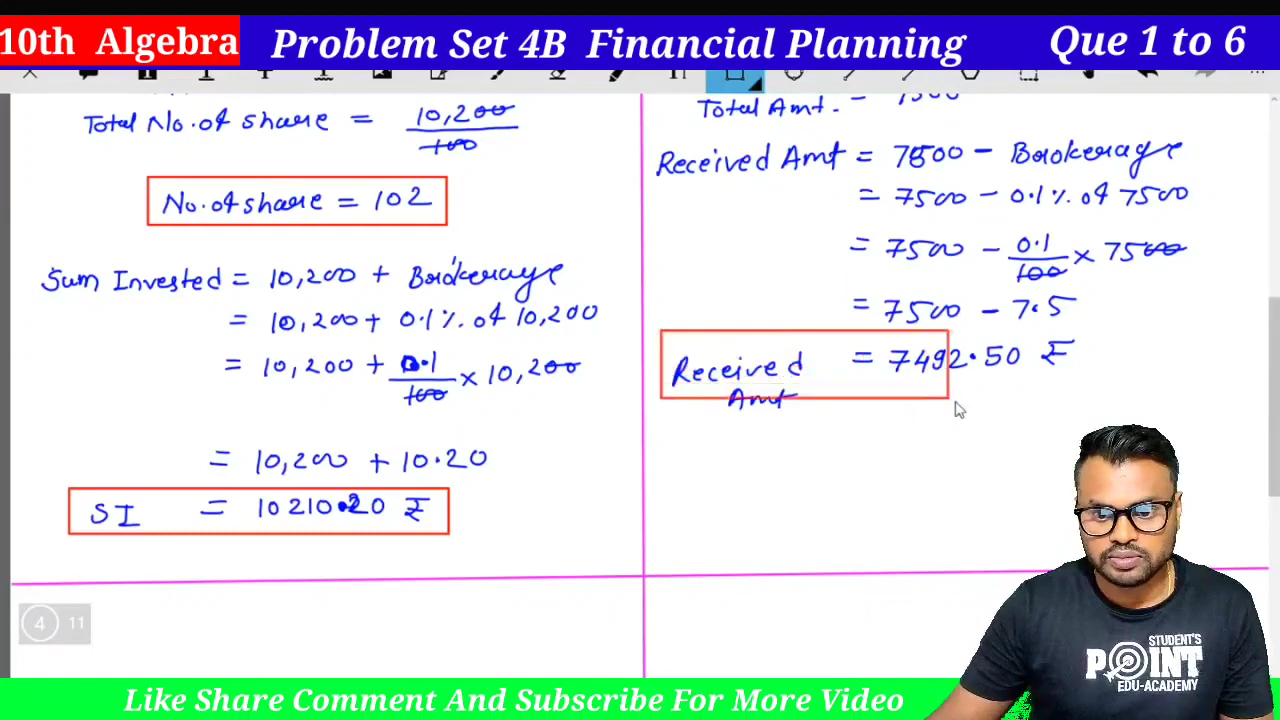 10th Algebra
Problem Set 4B Financial Planning
Que 1 to 6
Total No. of share = 10,200 / 100
No. of share = 102
Sum Invested = 10,200 + Brokerage
= 10,200 + 0.1 % of 10,200
= 10,200 + 0.1 / 100 × 10,200
= 10,200 + 10.20
SI = 10210.20 ₹
Total Amt. = 7500
Received Amt = 7500 − Brokerage
= 7500 − 0.1 % of 7500
= 7500 − 0.1 / 100 × 7500
= 7500 − 7.5
Received Amt = 7492.50 ₹
4 11
STUDENT'S
POINT
EDU-ACADEMY
Like Share Comment And Subscribe For More Video